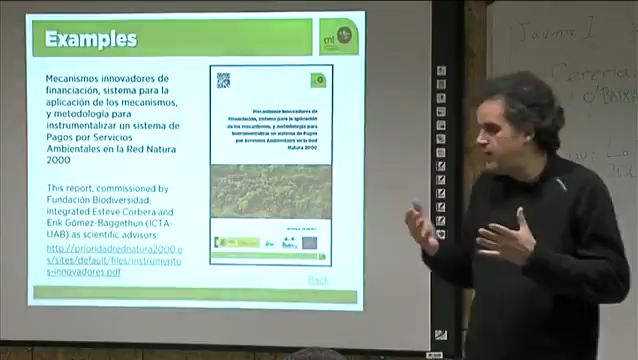 Examples
ent
Mecanismos innovadores de
financiación, sistema para la
aplicación de los mecanismos,
y metodología para
instrumentalizar un sistema de
Pagos por Servicios
Ambientales en la Red Natura
2000
This report, commissioned by
Fundación Biodiversidad,
integrated Esteve Corbera and
Erik Gómez-Baggethun (ICTA-
UAB) as scientific advisors:
http://prioridadrednatura2000.e
s/sites/default/files/instrumento
s-innovadores.pdf
Mecanismos innovadores de
financiación, sistema para la aplicación
de los mecanismos, y metodología para
instrumentalizar un sistema de Pagos
por Servicios Ambientales en la Red
Natura 2000
Back
Jaume I